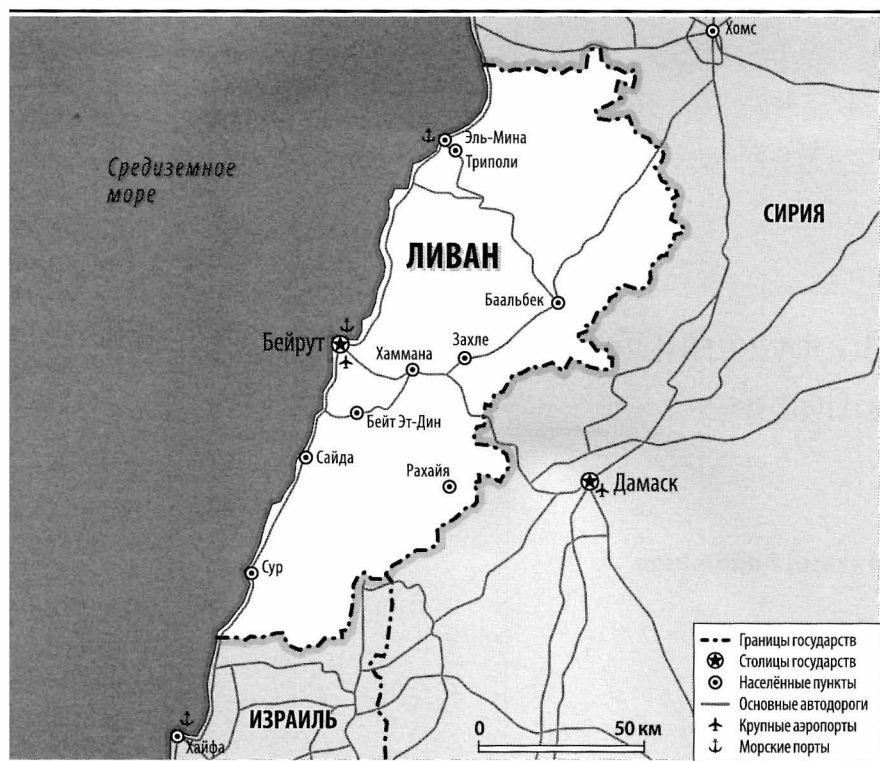 Хомс
Эль-Мина
Триполи
Средиземное
море
СИРИЯ
ЛИВАН
Баальбек
Бейрут
Хаммана
Захле
Бейт Эт-Дин
Сайда
Рахайя
Дамаск
Сур
Границы государств
Столицы государств
Населённые пункты
Основные автодороги
Крупные аэропорты
Морские порты
ИЗРАИЛЬ
0 50 км
Хайфа